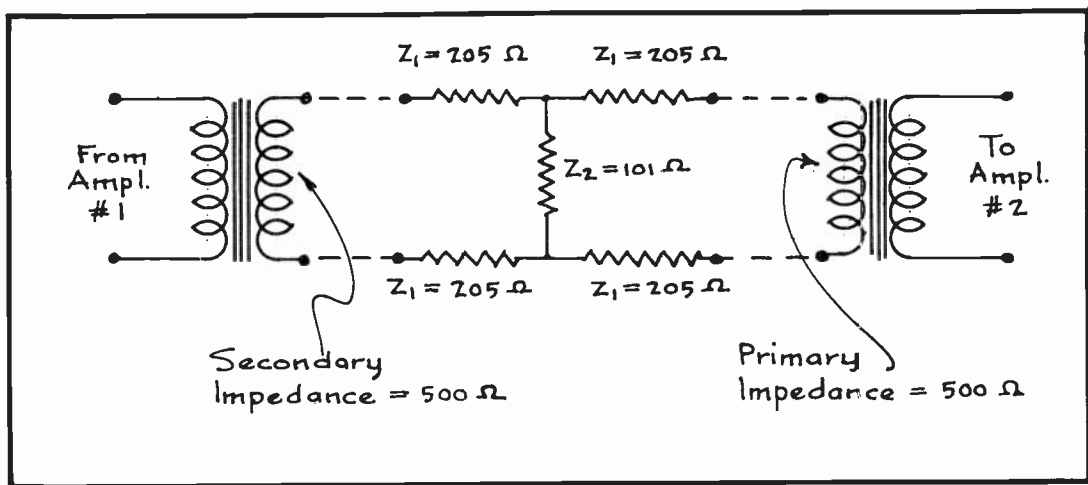 Z₁ = 205 Ω
Z₁ = 205 Ω
From
Ampl.
#1
Z₂ = 101 Ω
To
Ampl.
#2
Z₁ = 205 Ω
Z₁ = 205 Ω
Secondary
Impedance = 500 Ω
Primary
Impedance = 500 Ω